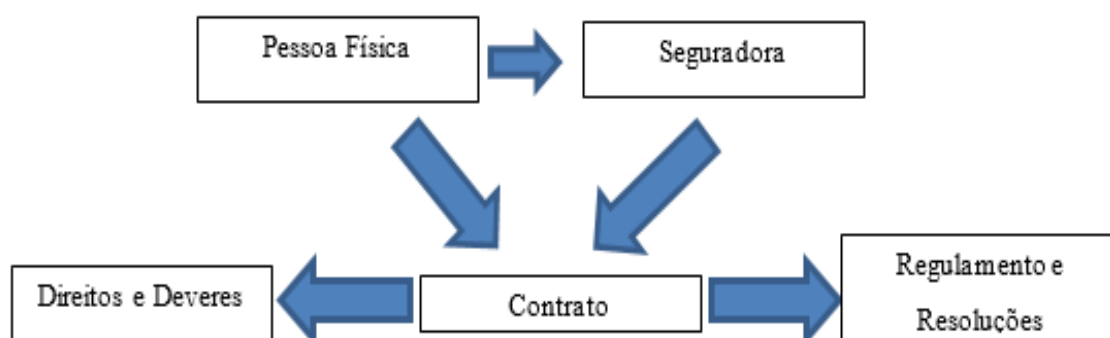 Pessoa Física
Seguradora
Direitos e Deveres
Contrato
Regulamento e
Resoluções